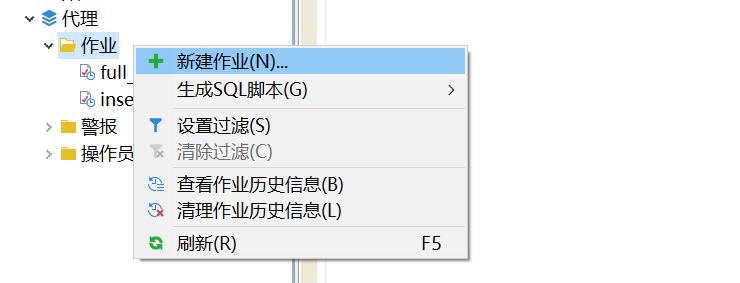 代理
作业
full_
inse
警报
操作员
新建作业(N)...
生成SQL脚本(G)
设置过滤(S)
清除过滤(C)
查看作业历史信息(B)
清理作业历史信息(L)
刷新(R) F5